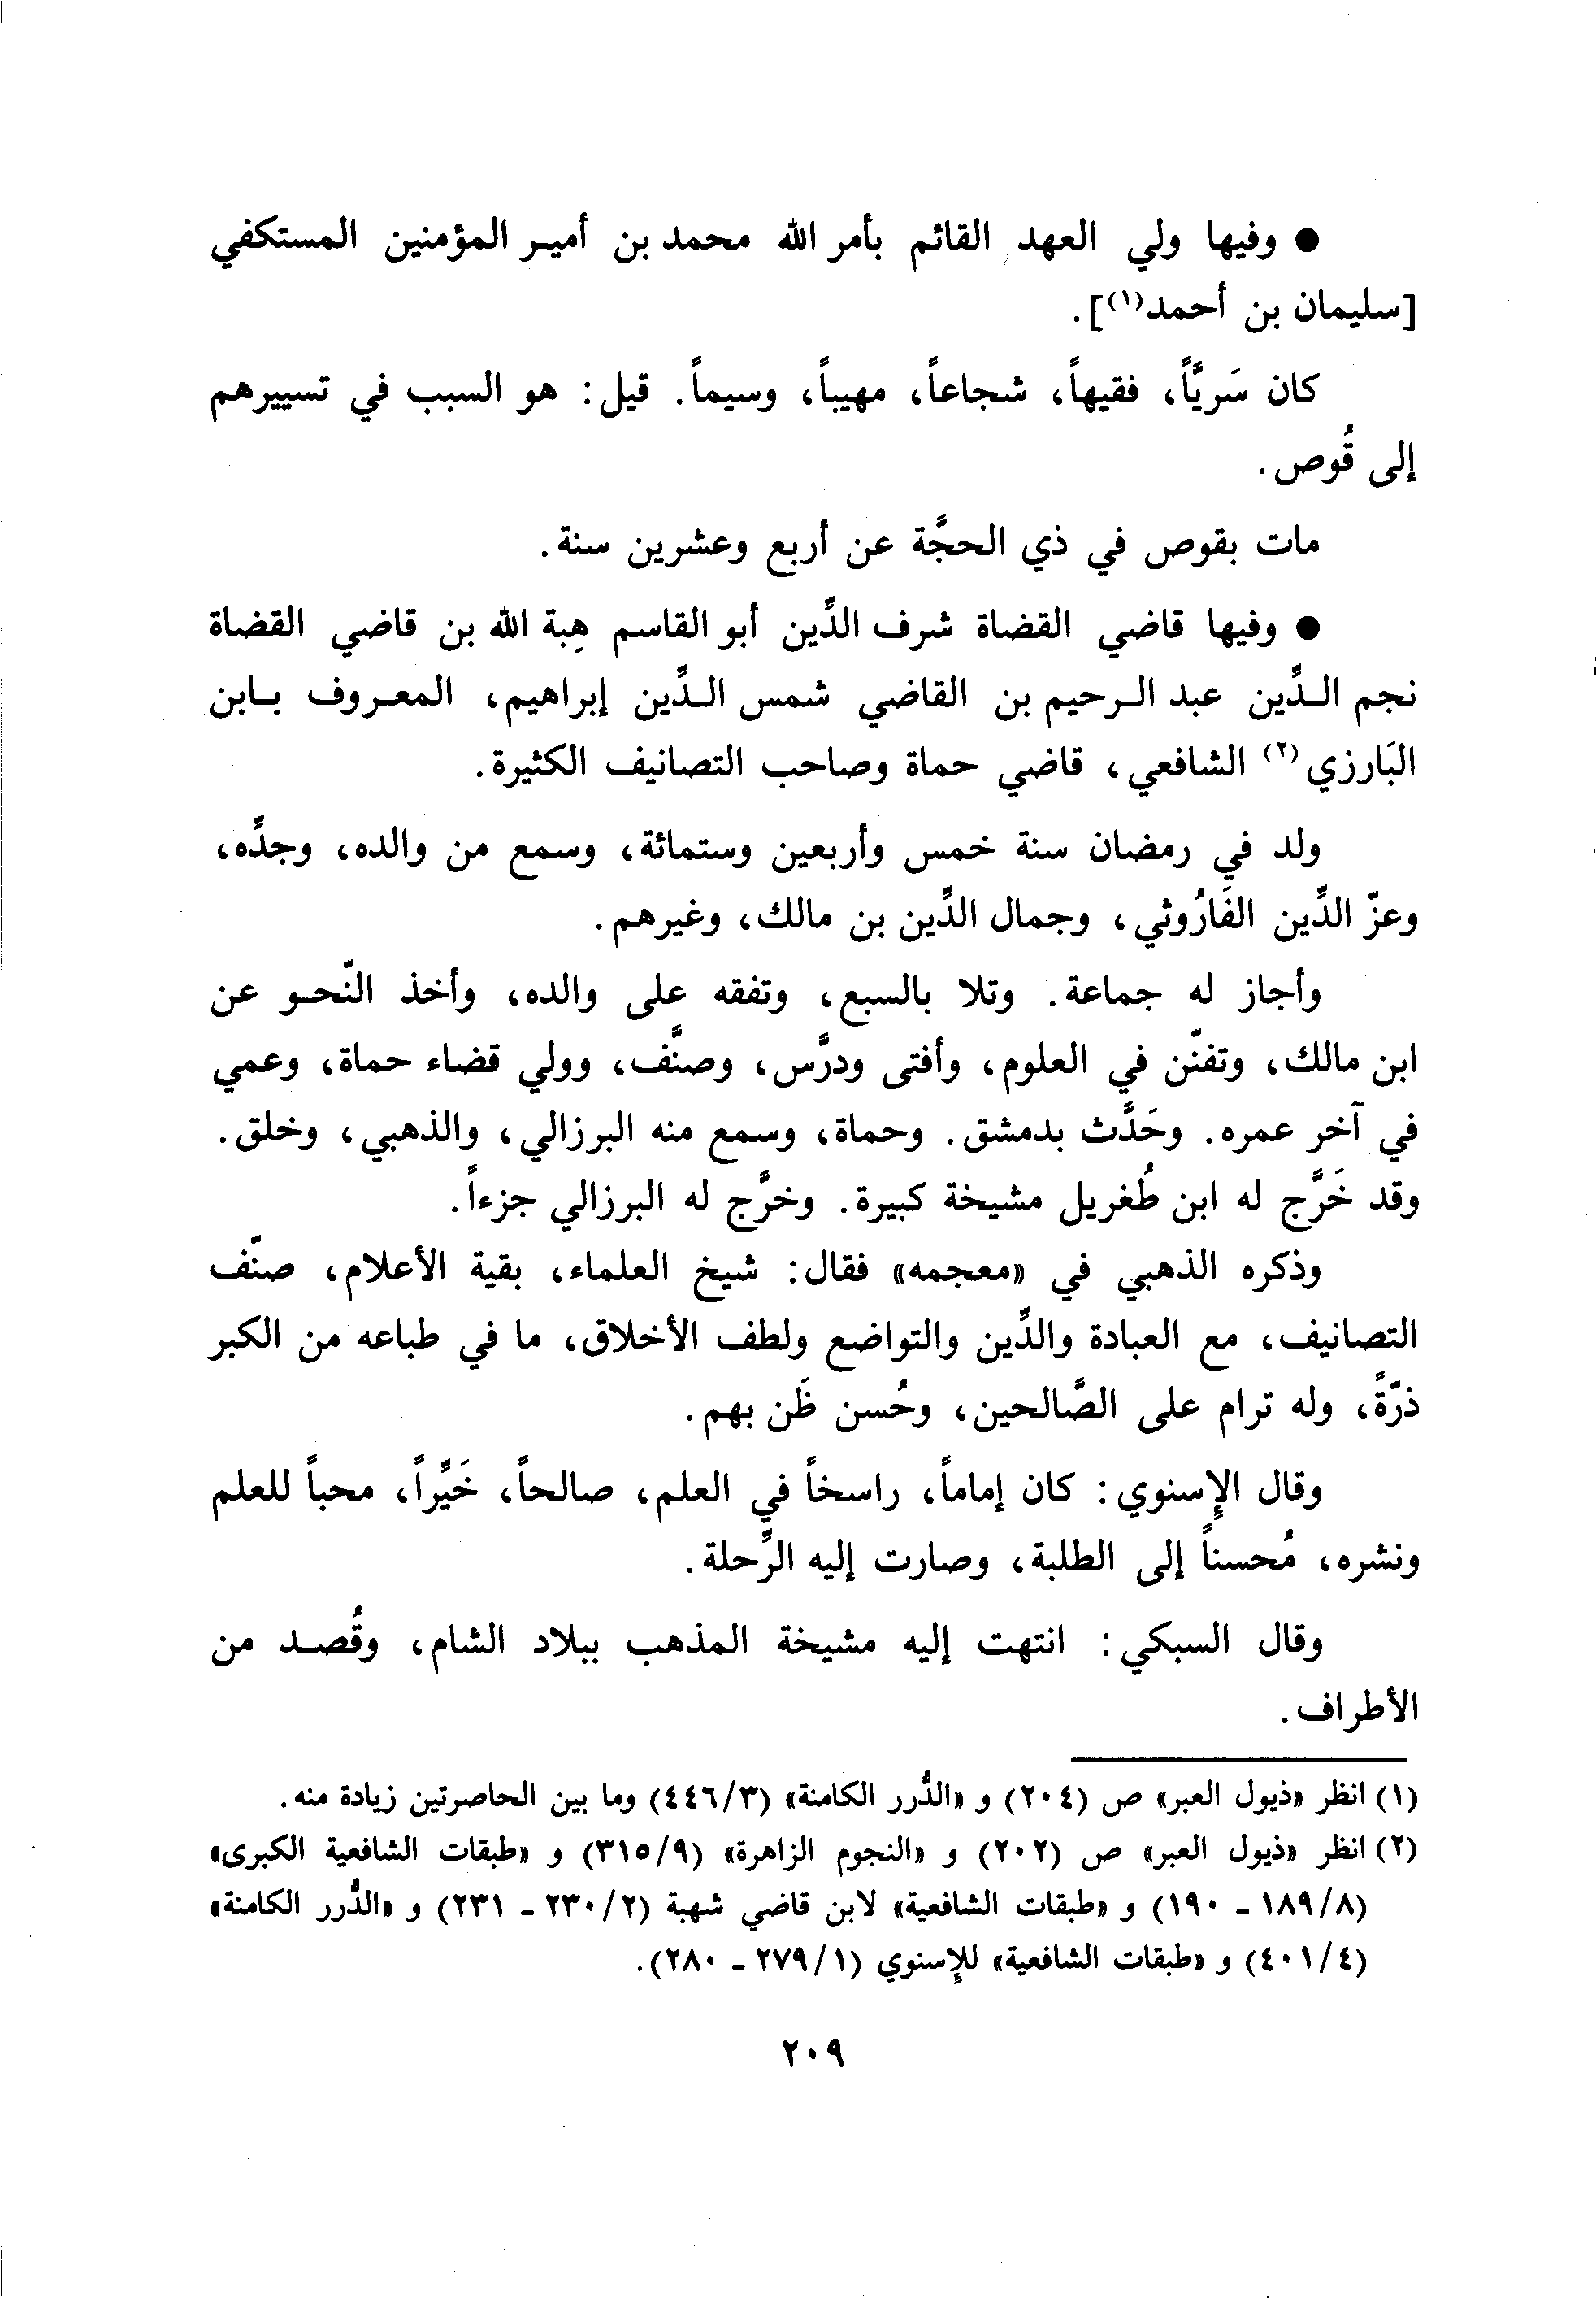 ● وفيها ولي العهد القائم بأمر الله محمد بن أميـر المؤمنين المستكفي
[سليمان بن أحمد(١)].
كان سَريَّاً، فقيهاً، شجاعاً، مهيباً، وسيماً. قيل: هو السبب في تسييرهم
إلى قُوص.
مات بقوص في ذي الحجَّة عن أربع وعشرين سنة.
● وفيها قاضي القضاة شرف الدِّين أبو القاسم هِبة الله بن قاضي القضاة
نجم الـدِّين عبد الـرحيم بن القاضي شمس الـدِّين إبراهيم، المعـروف بـابن
البَارزي(٢) الشافعي، قاضي حماة وصاحب التصانيف الكثيرة.
ولد في رمضان سنة خمس وأربعين وستمائة، وسمع من والده، وجدِّه،
وعزّ الدِّين الفَارُوثي، وجمال الدِّين بن مالك، وغيرهم.
وأجاز له جماعة. وتلا بالسبع، وتفقه على والده، وأخذ النّحـو عن
ابن مالك، وتفنّن في العلوم، وأفتى ودرَّس، وصنَّف، وولي قضاء حماة، وعمي
في آخر عمره. وحَدَّث بدمشق. وحماة، وسمع منه البرزالي، والذهبي، وخلق.
وقد خَرَّج له ابن طُغريل مشيخة كبيرة. وخرَّج له البرزالي جزءاً.
وذكره الذهبي في «معجمه» فقال: شيخ العلماء، بقية الأعلام، صنّف
التصانيف، مع العبادة والدِّين والتواضع ولطف الأخلاق، ما في طباعه من الكبر
ذرّةً، وله ترام على الصَّالحين، وحُسن ظَن بهم.
وقال الإِسنوي: كان إماماً، راسخاً في العلم، صالحاً، خَيِّراً، محباً للعلم
ونشره، مُحسناً إلى الطلبة، وصارت إليه الرِّحلة.
وقال السبكي: انتهت إليه مشيخة المذهب ببلاد الشام، وقُصـد من
الأطراف.
(١) انظر «ذيول العبر» ص (٢٠٤) و «الدُّرر الكامنة» (٤٤٦/٣) وما بين الحاصرتين زيادة منه.
(٢) انظر «ذيول العبر» ص (٢٠٢) و «النجوم الزاهرة» (٣١٥/٩) و «طبقات الشافعية الكبرى»
(١٨٩/٨ ـ ١٩٠) و «طبقات الشافعية» لابن قاضي شهبة (٢٣٠/٢ ـ ٢٣١) و «الدُّرر الكامنة»
(٤٠١/٤) و «طبقات الشافعية» للإِسنوي (٢٧٩/١ ـ ٢٨٠).
٢٠٩